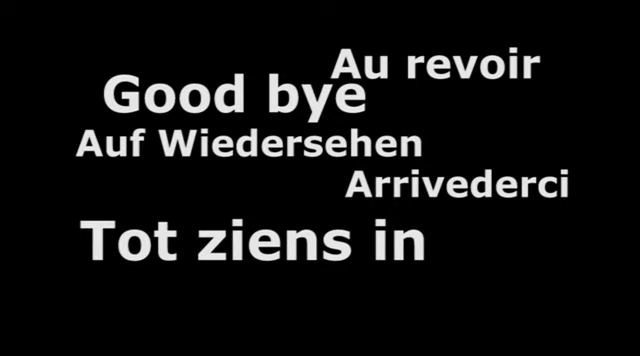 Au revoir
Good bye
Auf Wiedersehen
Arrivederci
Tot ziens in